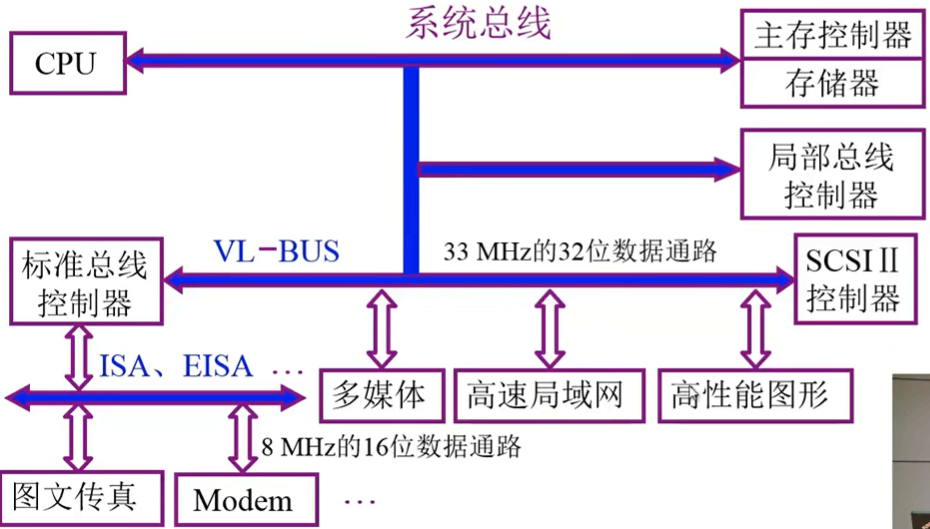 系统总线
CPU
主存控制器
存储器
局部总线
控制器
VL-BUS
33 MHz的32位数据通路
标准总线
控制器
SCSIⅡ
控制器
ISA、EISA …
多媒体
高速局域网
高性能图形
8 MHz的16位数据通路
图文传真
Modem
…